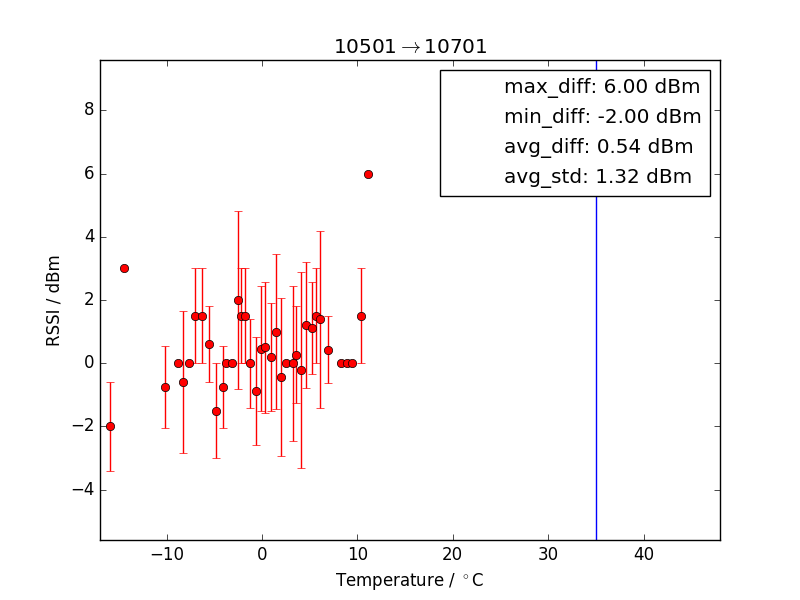 10501→10701
max_diff: 6.00 dBm
min_diff: -2.00 dBm
avg_diff: 0.54 dBm
avg_std: 1.32 dBm
RSSI / dBm
8
6
4
2
0
−2
−4
−10 0 10 20 30 40
Temperature / °C